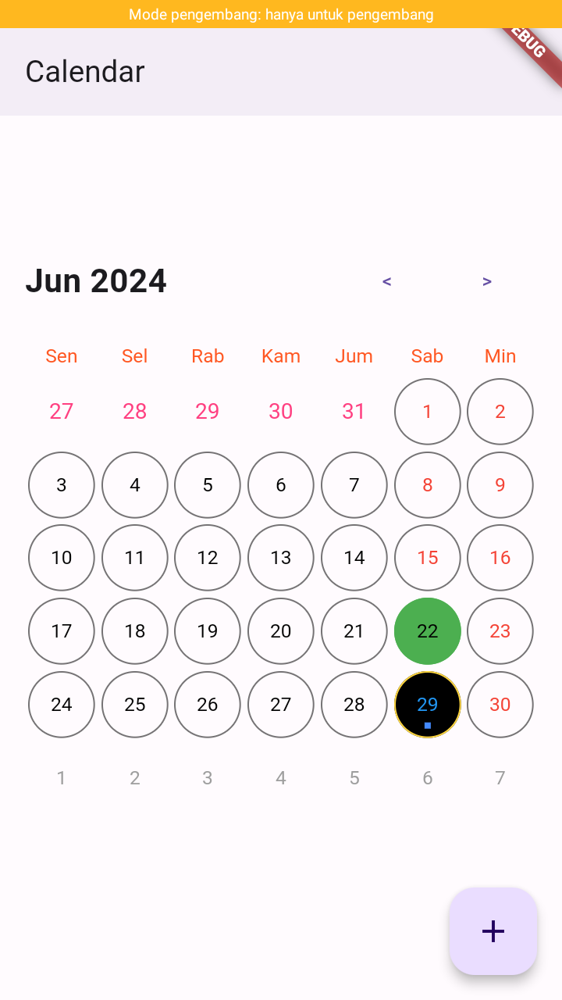 Mode pengembang: hanya untuk pengembang
Calendar
Jun 2024 < >
Sen Sel Rab Kam Jum Sab Min
27 28 29 30 31 1 2
3 4 5 6 7 8 9
10 11 12 13 14 15 16
17 18 19 20 21 22 23
24 25 26 27 28 29 30
1 2 3 4 5 6 7
+